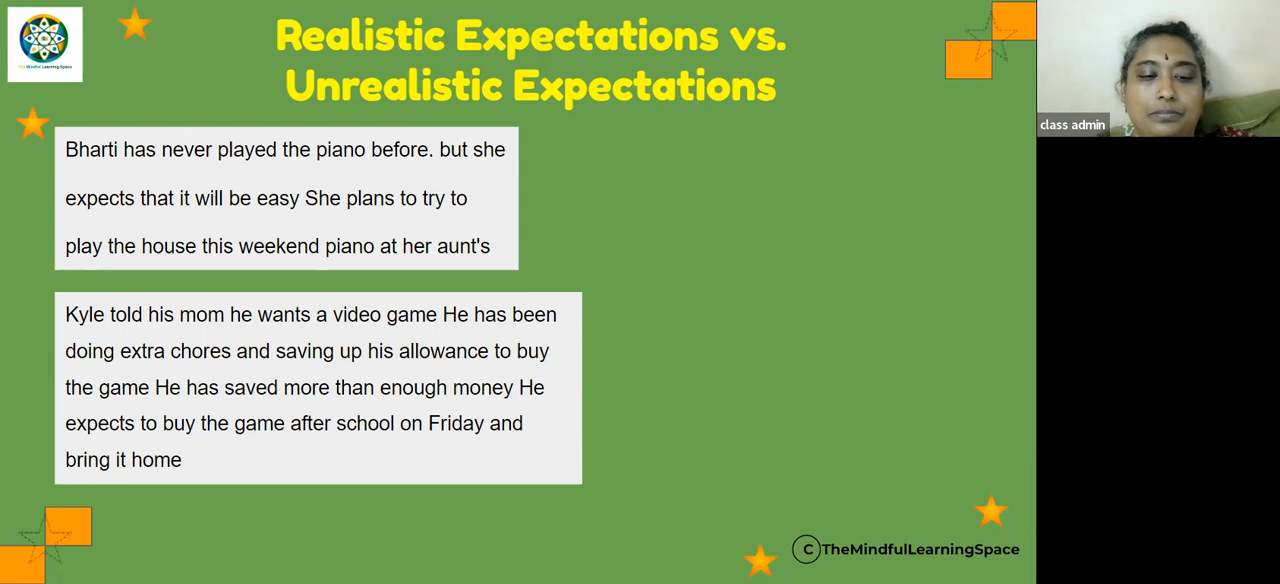 The Mindful Learning Space
Realistic Expectations vs.
Unrealistic Expectations
class admin
Bharti has never played the piano before. but she
expects that it will be easy She plans to try to
play the house this weekend piano at her aunt's
Kyle told his mom he wants a video game He has been
doing extra chores and saving up his allowance to buy
the game He has saved more than enough money He
expects to buy the game after school on Friday and
bring it home
C TheMindfulLearningSpace